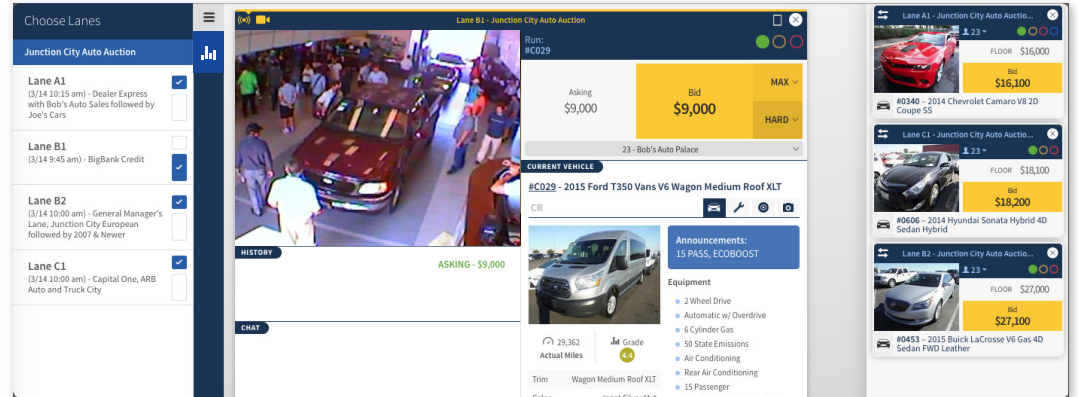 Choose Lanes
Junction City Auto Auction
Lane A1
(3/14 10:15 am) - Dealer Express
with Bob's Auto Sales followed by
Joe's Cars
Lane B1
(3/14 9:45 am) - BigBank Credit
Lane B2
(3/14 10:00 am) - General Manager's
Lane, Junction City European
followed by 2007 & Newer
Lane C1
(3/14 10:00 am) - Capital One, ARB
Auto and Truck City
Lane B1 - Junction City Auto Auction
Run:
#C029
Asking
$9,000
Bid
$9,000
MAX
HARD
23 - Bob's Auto Palace
CURRENT VEHICLE
#C029 - 2015 Ford T350 Vans V6 Wagon Medium Roof XLT
CR
HISTORY
ASKING - $9,000
CHAT
Announcements:
15 PASS, ECOBOOST
Equipment
2 Wheel Drive
Automatic w/ Overdrive
6 Cylinder Gas
50 State Emissions
Air Conditioning
Rear Air Conditioning
15 Passenger
29,362
Actual Miles
Grade
4.4
Trim Wagon Medium Roof XLT
Lane A1 - Junction City Auto Auctio...
23
FLOOR $16,000
Bid
$16,100
#0340 – 2014 Chevrolet Camaro V8 2D
Coupe SS
Lane C1 - Junction City Auto Auctio...
23
FLOOR $18,100
Bid
$18,200
#0606 – 2014 Hyundai Sonata Hybrid 4D
Sedan Hybrid
Lane B2 - Junction City Auto Auctio...
23
FLOOR $27,000
Bid
$27,100
#0453 – 2015 Buick LaCrosse V6 Gas 4D
Sedan FWD Leather